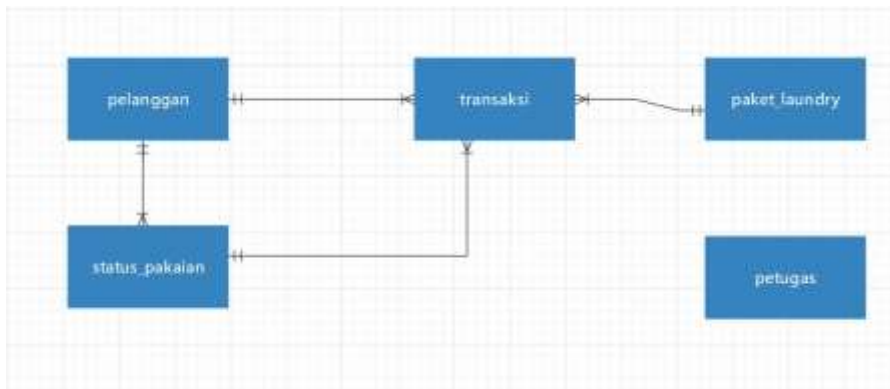 pelanggan
transaksi
paket_laundry
status_pakaian
petugas